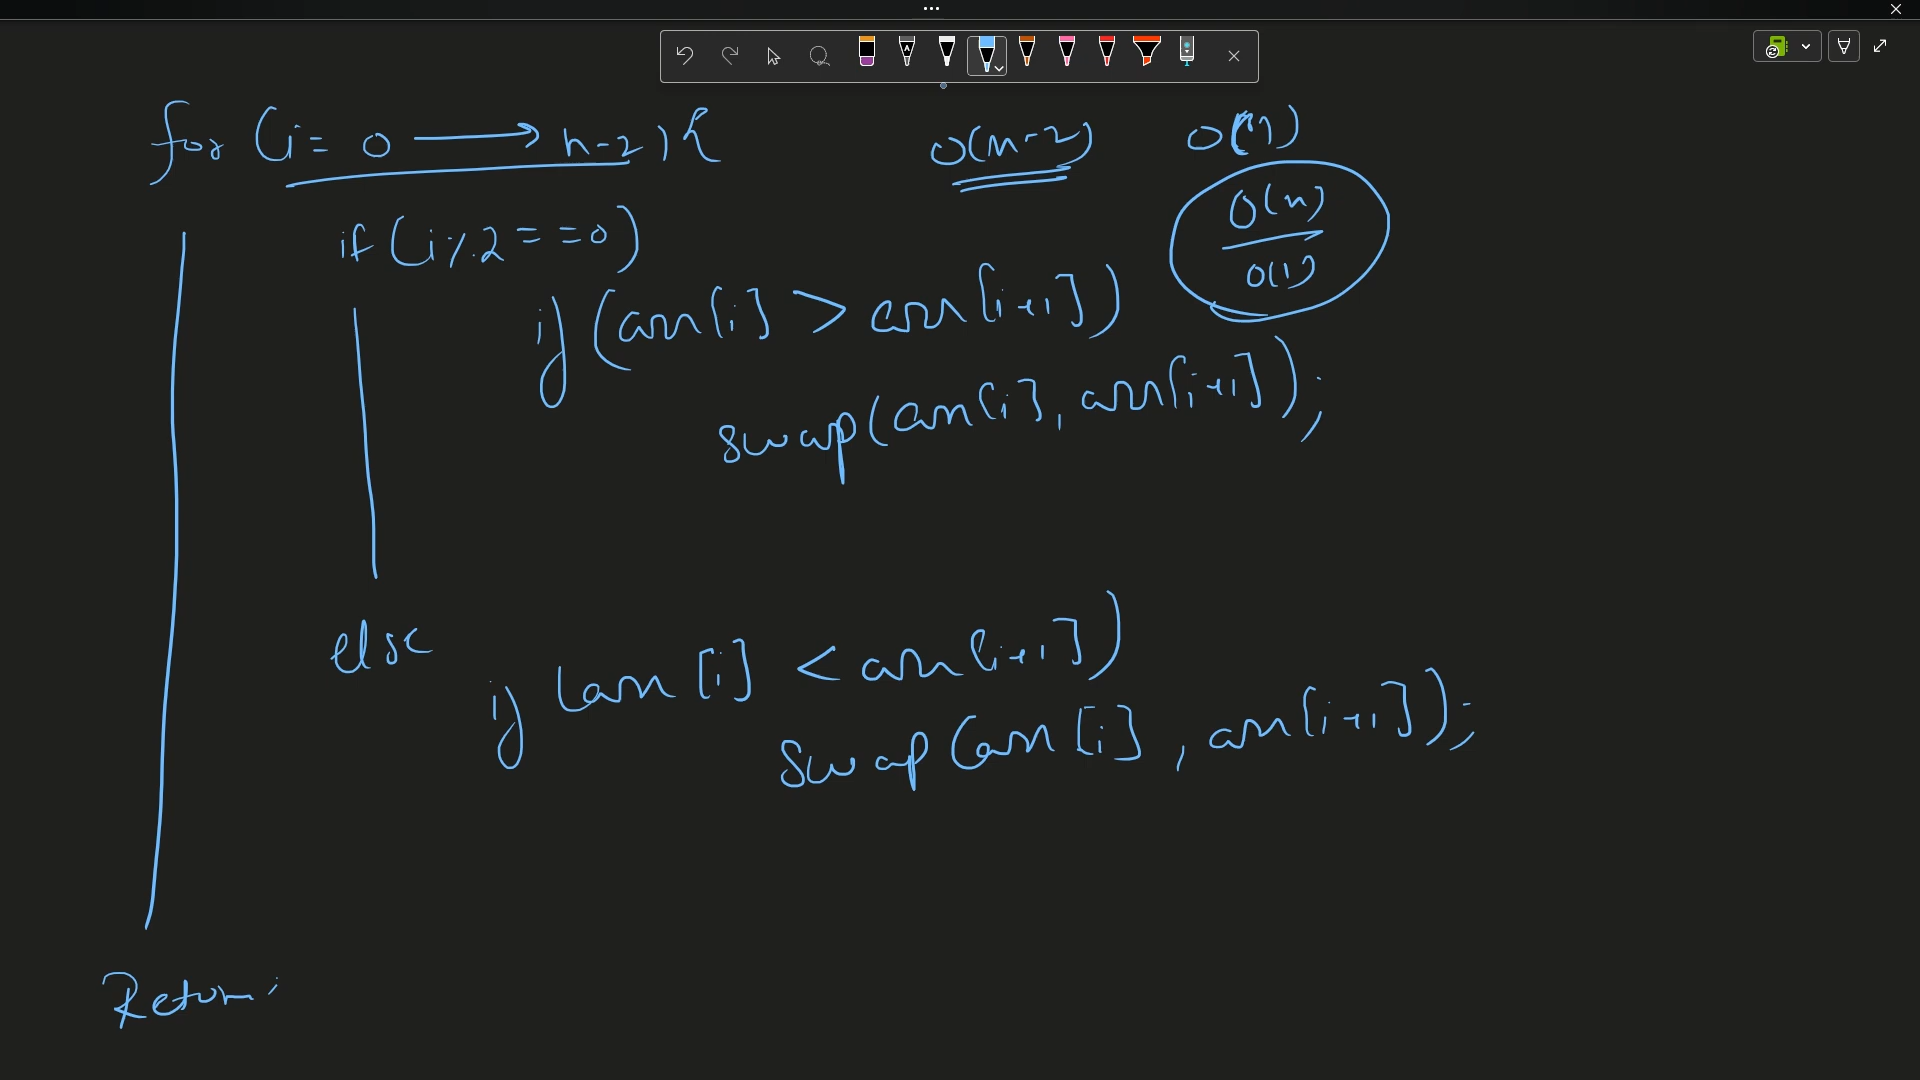 for (i = 0 → n-2) {
O(n-2)
O(1)
O(n)
O(1)
if (i % 2 == 0)
if (arr[i] > arr[i+1])
swap(arr[i], arr[i+1]);
else
if (arr[i] < arr[i+1])
swap(arr[i], arr[i+1]);
Return;